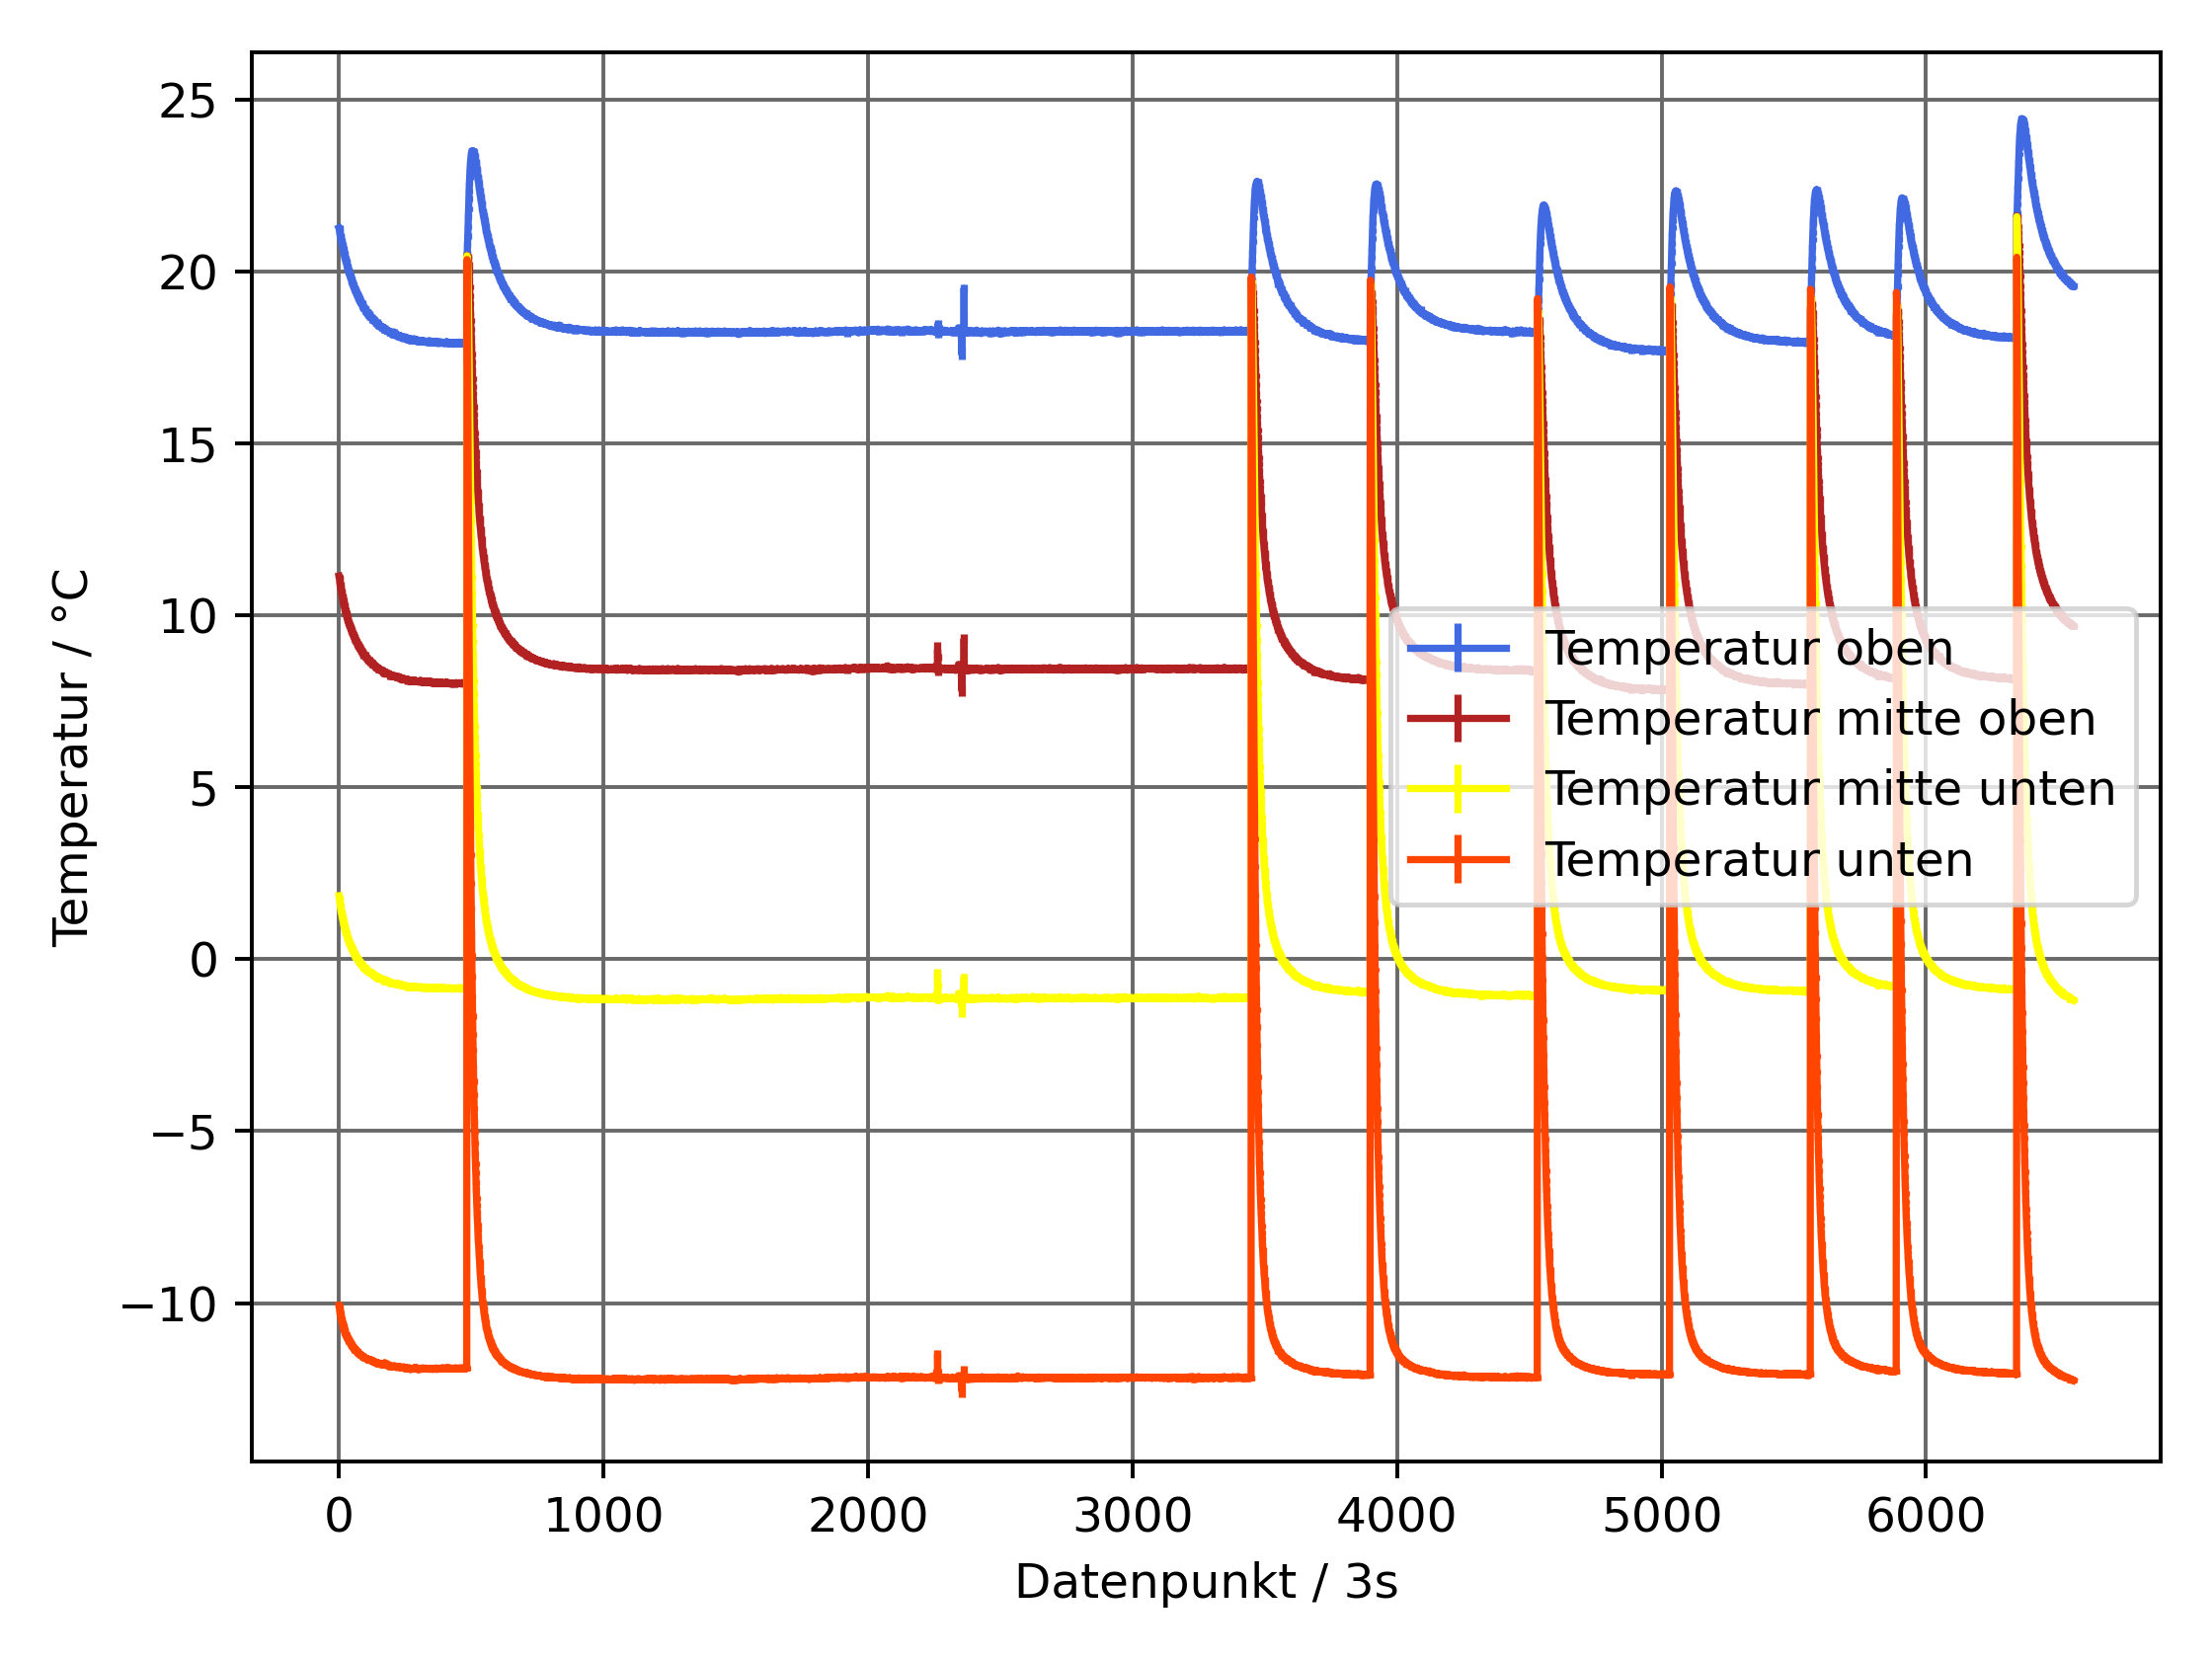 25
20
15
10
5
0
−5
−10
Temperatur / °C
Temperatur oben
Temperatur mitte oben
Temperatur mitte unten
Temperatur unten
0 1000 2000 3000 4000 5000 6000
Datenpunkt / 3s